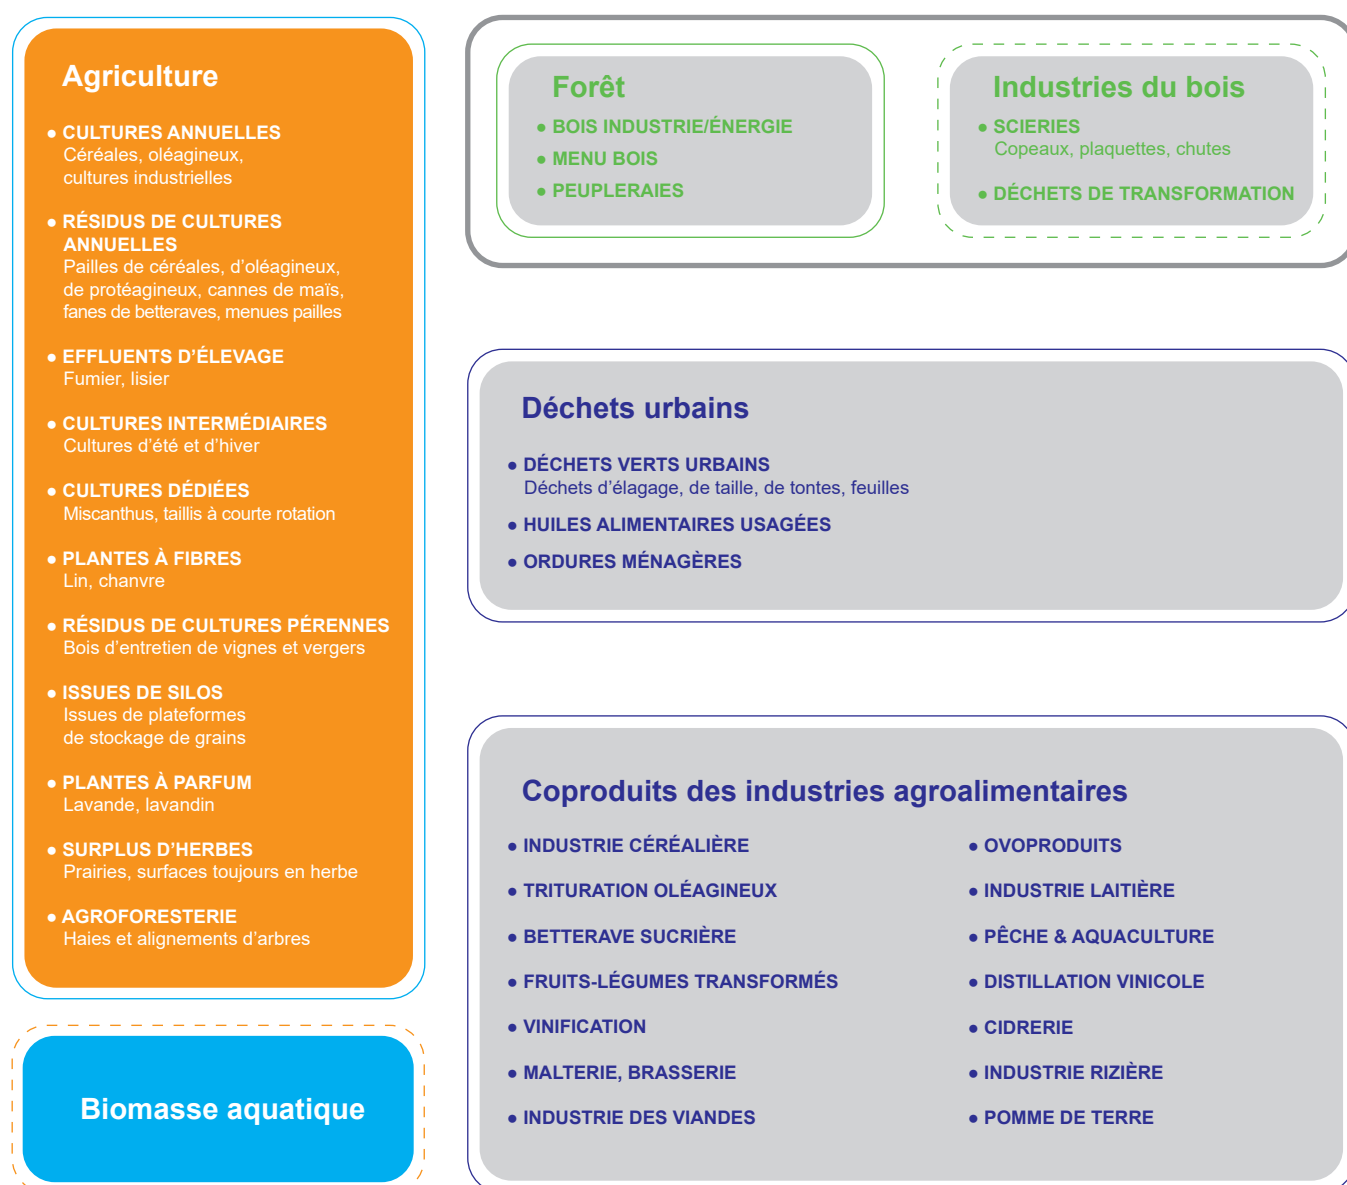 Agriculture
● CULTURES ANNUELLES
Céréales, oléagineux,
cultures industrielles
● RÉSIDUS DE CULTURES
ANNUELLES
Pailles de céréales, d’oléagineux,
de protéagineux, cannes de maïs,
fanes de betteraves, menues pailles
● EFFLUENTS D’ÉLEVAGE
Fumier, lisier
● CULTURES INTERMÉDIAIRES
Cultures d’été et d’hiver
● CULTURES DÉDIÉES
Miscanthus, taillis à courte rotation
● PLANTES À FIBRES
Lin, chanvre
● RÉSIDUS DE CULTURES PÉRENNES
Bois d’entretien de vignes et vergers
● ISSUES DE SILOS
Issues de plateformes
de stockage de grains
● PLANTES À PARFUM
Lavande, lavandin
● SURPLUS D’HERBES
Prairies, surfaces toujours en herbe
● AGROFORESTERIE
Haies et alignements d’arbres
Biomasse aquatique
Forêt
● BOIS INDUSTRIE/ÉNERGIE
● MENU BOIS
● PEUPLERAIES
Industries du bois
● SCIERIES
Copeaux, plaquettes, chutes
● DÉCHETS DE TRANSFORMATION
Déchets urbains
● DÉCHETS VERTS URBAINS
Déchets d’élagage, de taille, de tontes, feuilles
● HUILES ALIMENTAIRES USAGÉES
● ORDURES MÉNAGÈRES
Coproduits des industries agroalimentaires
● INDUSTRIE CÉRÉALIÈRE
● TRITURATION OLÉAGINEUX
● BETTERAVE SUCRIÈRE
● FRUITS-LÉGUMES TRANSFORMÉS
● VINIFICATION
● MALTERIE, BRASSERIE
● INDUSTRIE DES VIANDES
● OVOPRODUITS
● INDUSTRIE LAITIÈRE
● PÊCHE & AQUACULTURE
● DISTILLATION VINICOLE
● CIDRERIE
● INDUSTRIE RIZIÈRE
● POMME DE TERRE